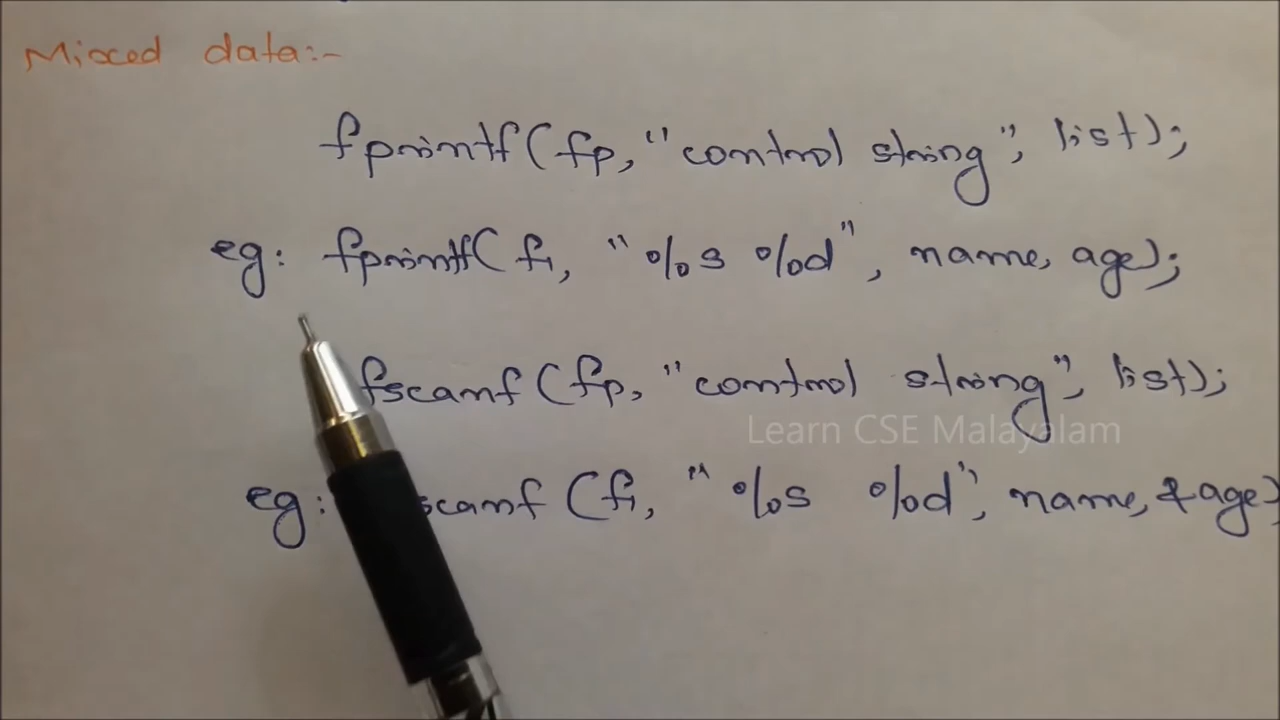 Mixed data:-
fprintf(fp, "control string", list);
eg: fprintf(f1, "%s %d", name, age);
fscanf(fp, "control string", list);
Learn CSE Malayalam
eg: scanf (f1, "%s %d", name, &age)